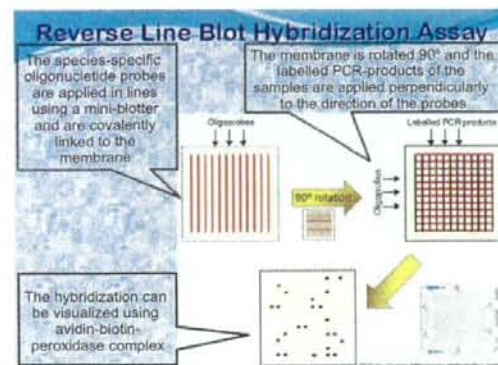 Reverse Line Blot Hybridization Assay
The species-specific
oligonucletide probes
are applied in lines
using a mini-blotter
and are covalently
linked to the
membrane
The membrane is rotated 90º and the
labelled PCR-products of the
samples are applied perpendicularly
to the direction of the probes
Oligoprobes
Labelled PCR products
Oligoprobes
90º rotation
The hybridization can
be visualized using
avidin-biotin-
peroxidase complex